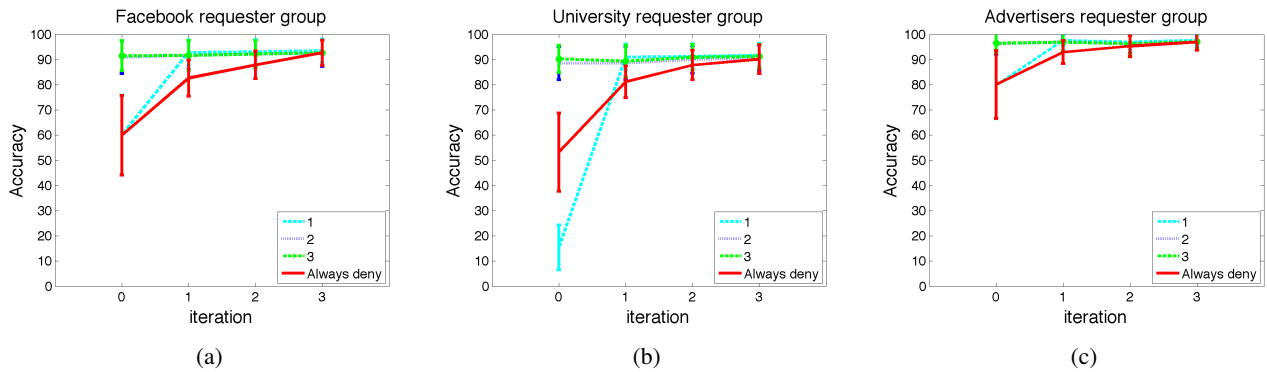 Facebook requester group
100
90
80
70
60
50
40
30
20
10
0
Accuracy
1
2
3
Always deny
0 1 2 3
iteration
(a)
University requester group
100
90
80
70
60
50
40
30
20
10
0
Accuracy
1
2
3
Always deny
0 1 2 3
iteration
(b)
Advertisers requester group
100
90
80
70
60
50
40
30
20
10
0
Accuracy
1
2
3
Always deny
0 1 2 3
iteration
(c)